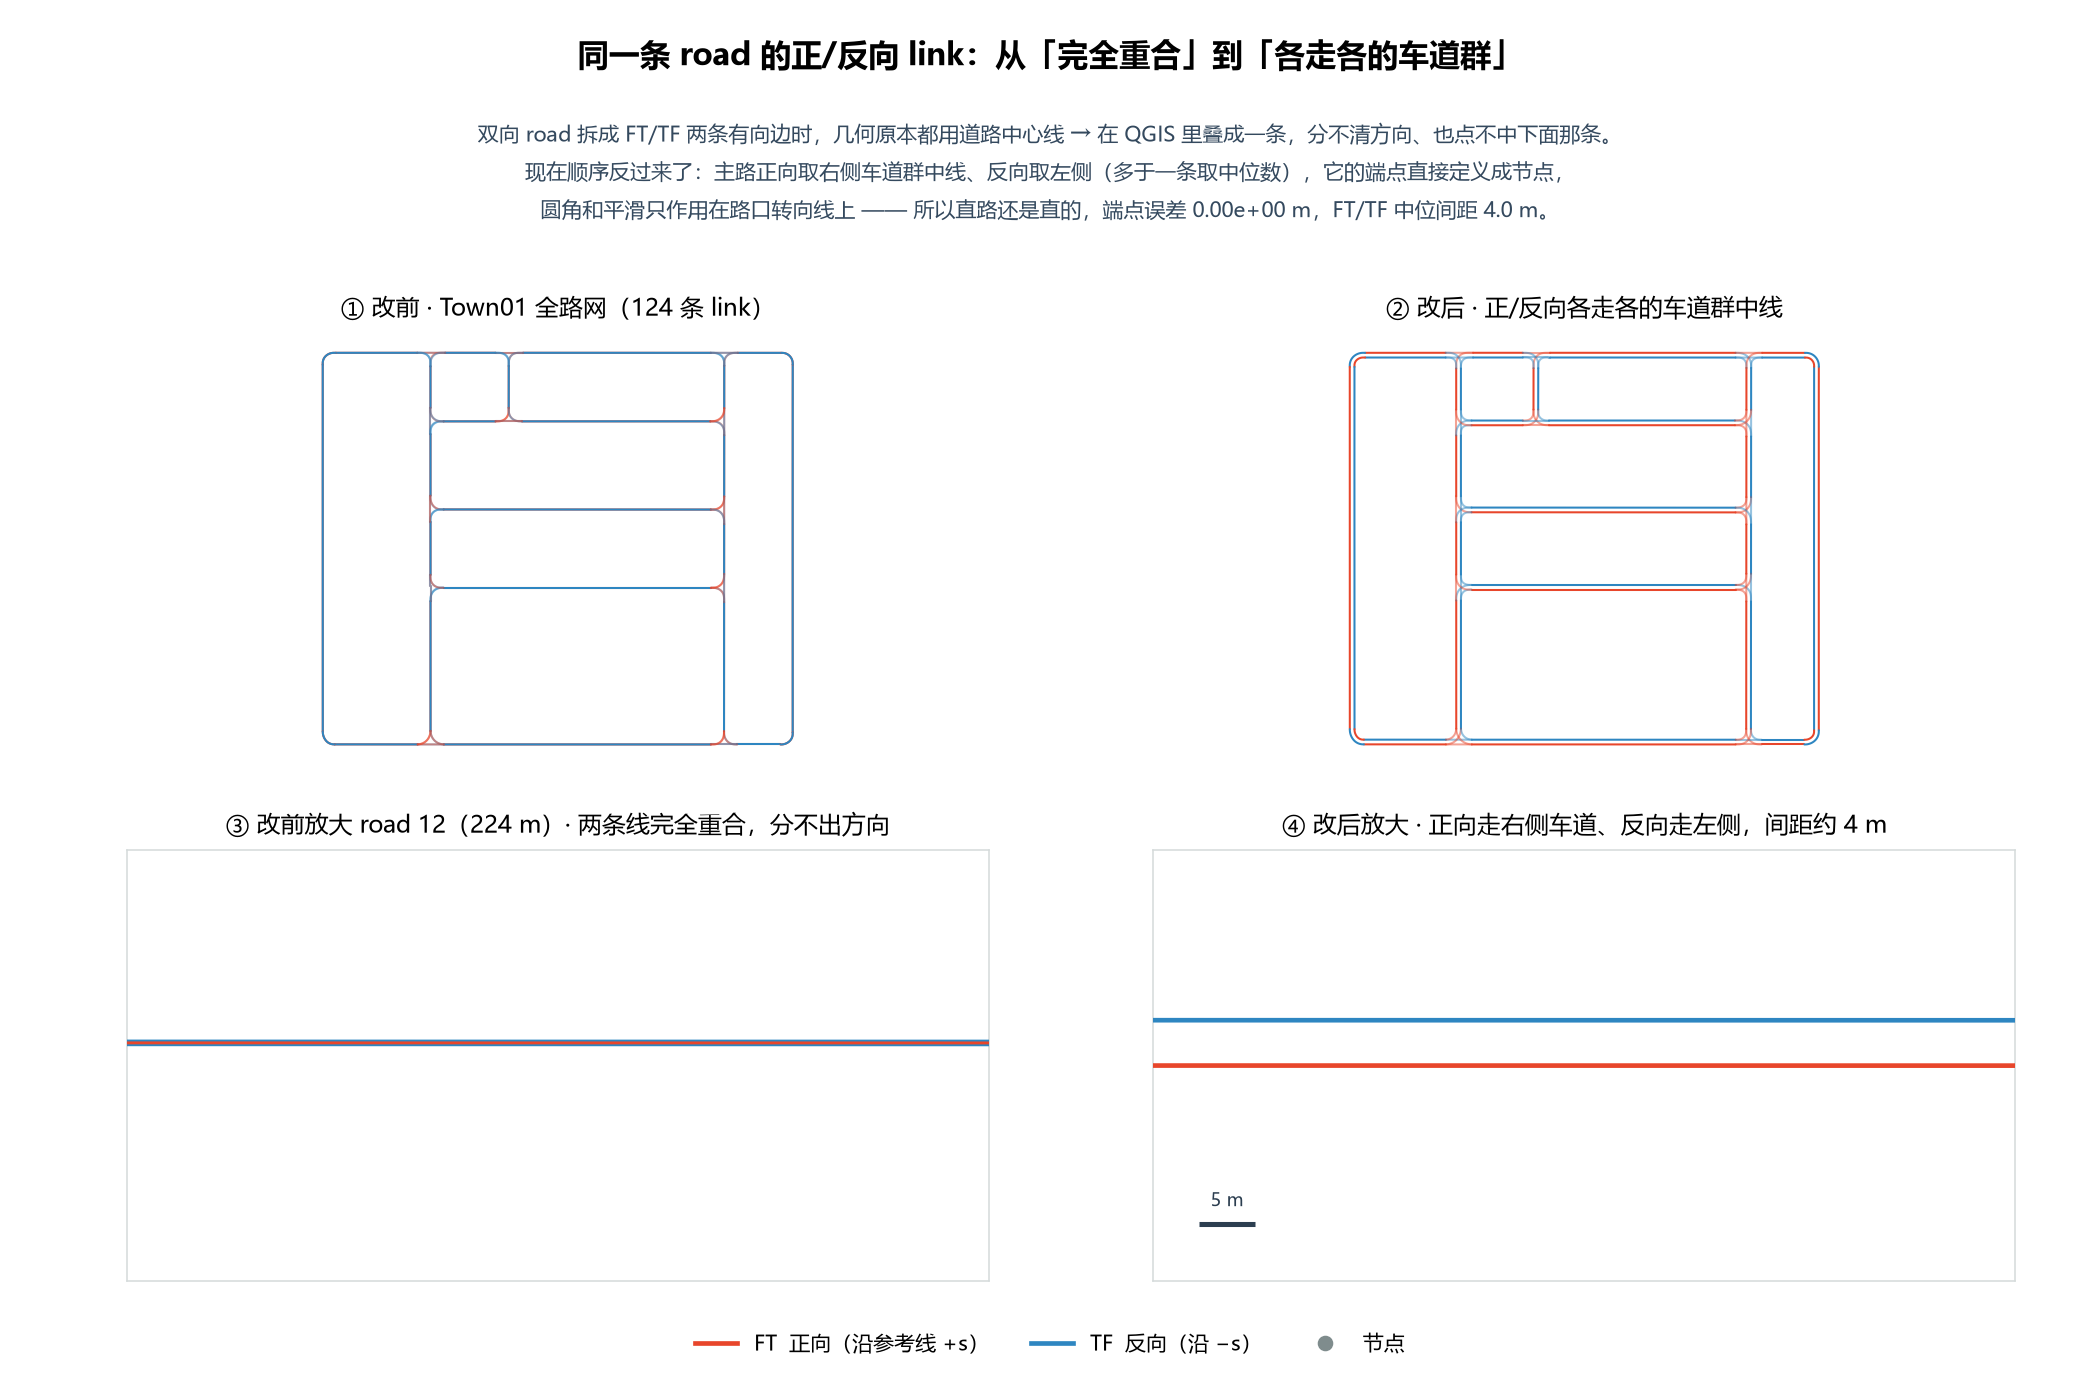 同一条 road 的正/反向 link：从「完全重合」到「各走各的车道群」
双向 road 拆成 FT/TF 两条有向边时，几何原本都用道路中心线 → 在 QGIS 里叠成一条，分不清方向、也点不中下面那条。
现在顺序反过来了：主路正向取右侧车道群中线、反向取左侧（多于一条取中位数），它的端点直接定义成节点，
圆角和平滑只作用在路口转向线上 —— 所以直路还是直的，端点误差 0.00e+00 m，FT/TF 中位间距 4.0 m。
① 改前 · Town01 全路网（124 条 link）
② 改后 · 正/反向各走各的车道群中线
③ 改前放大 road 12（224 m）· 两条线完全重合，分不出方向
④ 改后放大 · 正向走右侧车道、反向走左侧，间距约 4 m
5 m
FT 正向（沿参考线 +s）
TF 反向（沿 −s）
节点